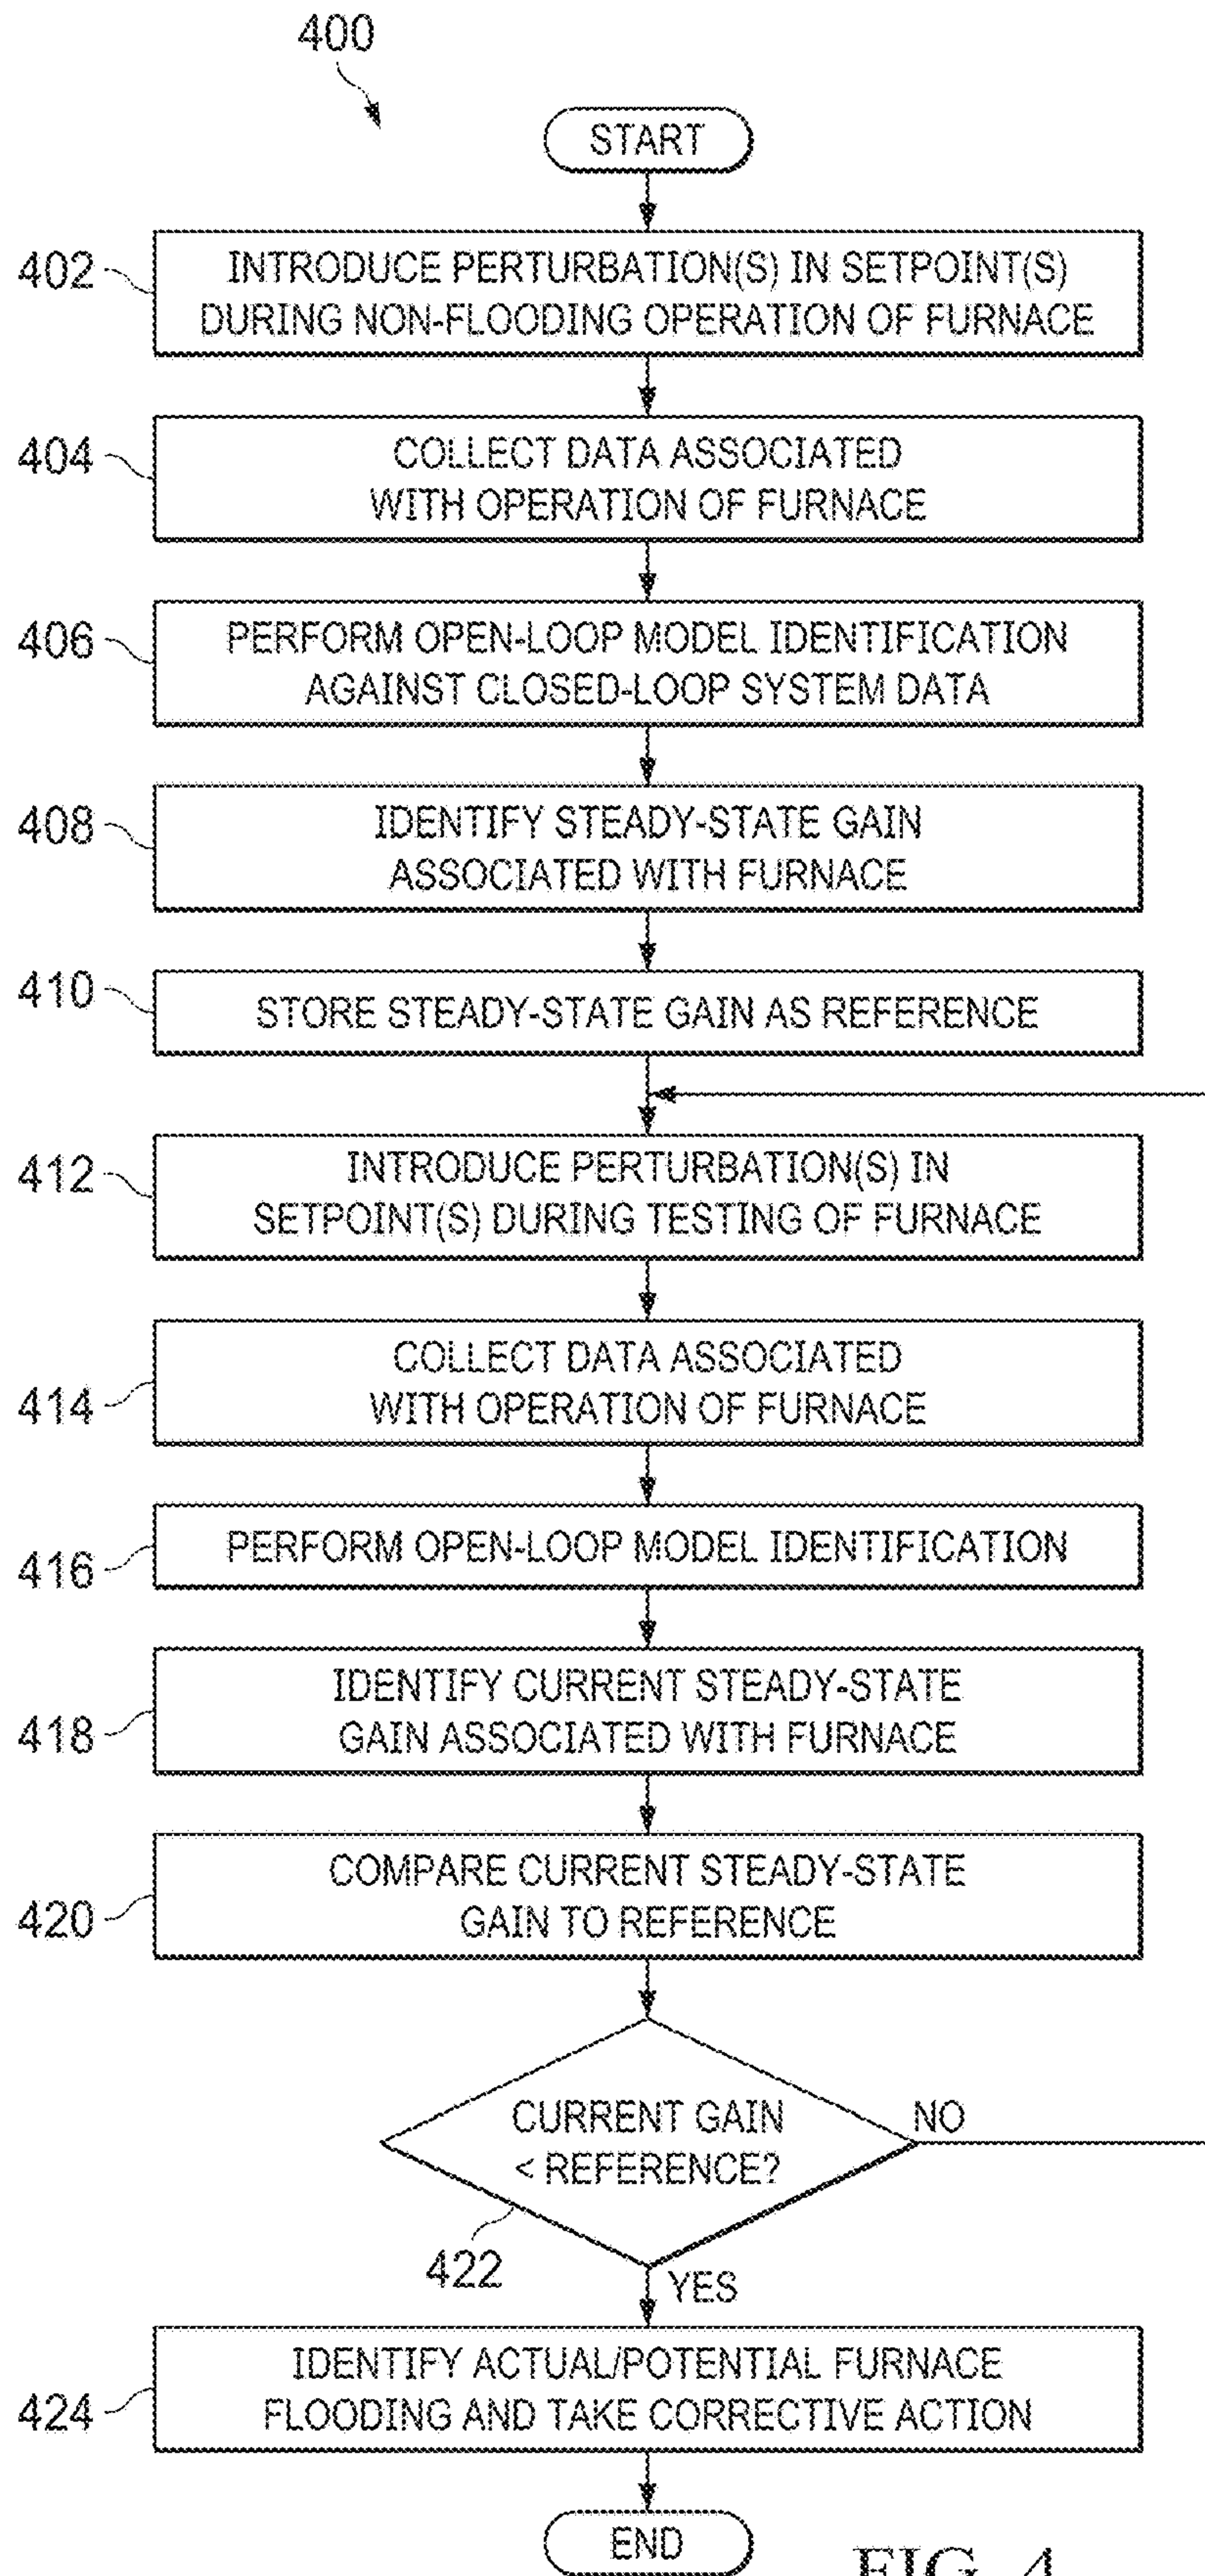 400
START
402
INTRODUCE PERTURBATION(S) IN SETPOINT(S)
DURING NON-FLOODING OPERATION OF FURNACE
404
COLLECT DATA ASSOCIATED
WITH OPERATION OF FURNACE
406
PERFORM OPEN-LOOP MODEL IDENTIFICATION
AGAINST CLOSED-LOOP SYSTEM DATA
408
IDENTIFY STEADY-STATE GAIN
ASSOCIATED WITH FURNACE
410
STORE STEADY-STATE GAIN AS REFERENCE
412
INTRODUCE PERTURBATION(S) IN
SETPOINT(S) DURING TESTING OF FURNACE
414
COLLECT DATA ASSOCIATED
WITH OPERATION OF FURNACE
416
PERFORM OPEN-LOOP MODEL IDENTIFICATION
418
IDENTIFY CURRENT STEADY-STATE
GAIN ASSOCIATED WITH FURNACE
420
COMPARE CURRENT STEADY-STATE
GAIN TO REFERENCE
CURRENT GAIN
< REFERENCE?
NO
422
YES
424
IDENTIFY ACTUAL/POTENTIAL FURNACE
FLOODING AND TAKE CORRECTIVE ACTION
END
FIG. 4